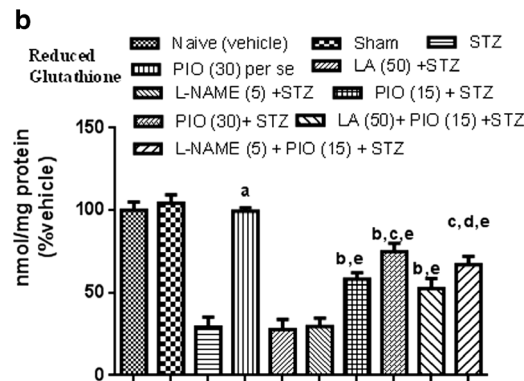 b
Reduced
Glutathione
Naive (vehicle) Sham STZ
PIO (30) per se LA (50) +STZ
L-NAME (5) +STZ PIO (15) + STZ
PIO (30)+ STZ LA (50)+ PIO (15) +STZ
L-NAME (5) + PIO (15) + STZ
nmol/mg protein
(%vehicle)
150
100
50
0
a
b,e
b,c,e
b,e
c,d,e